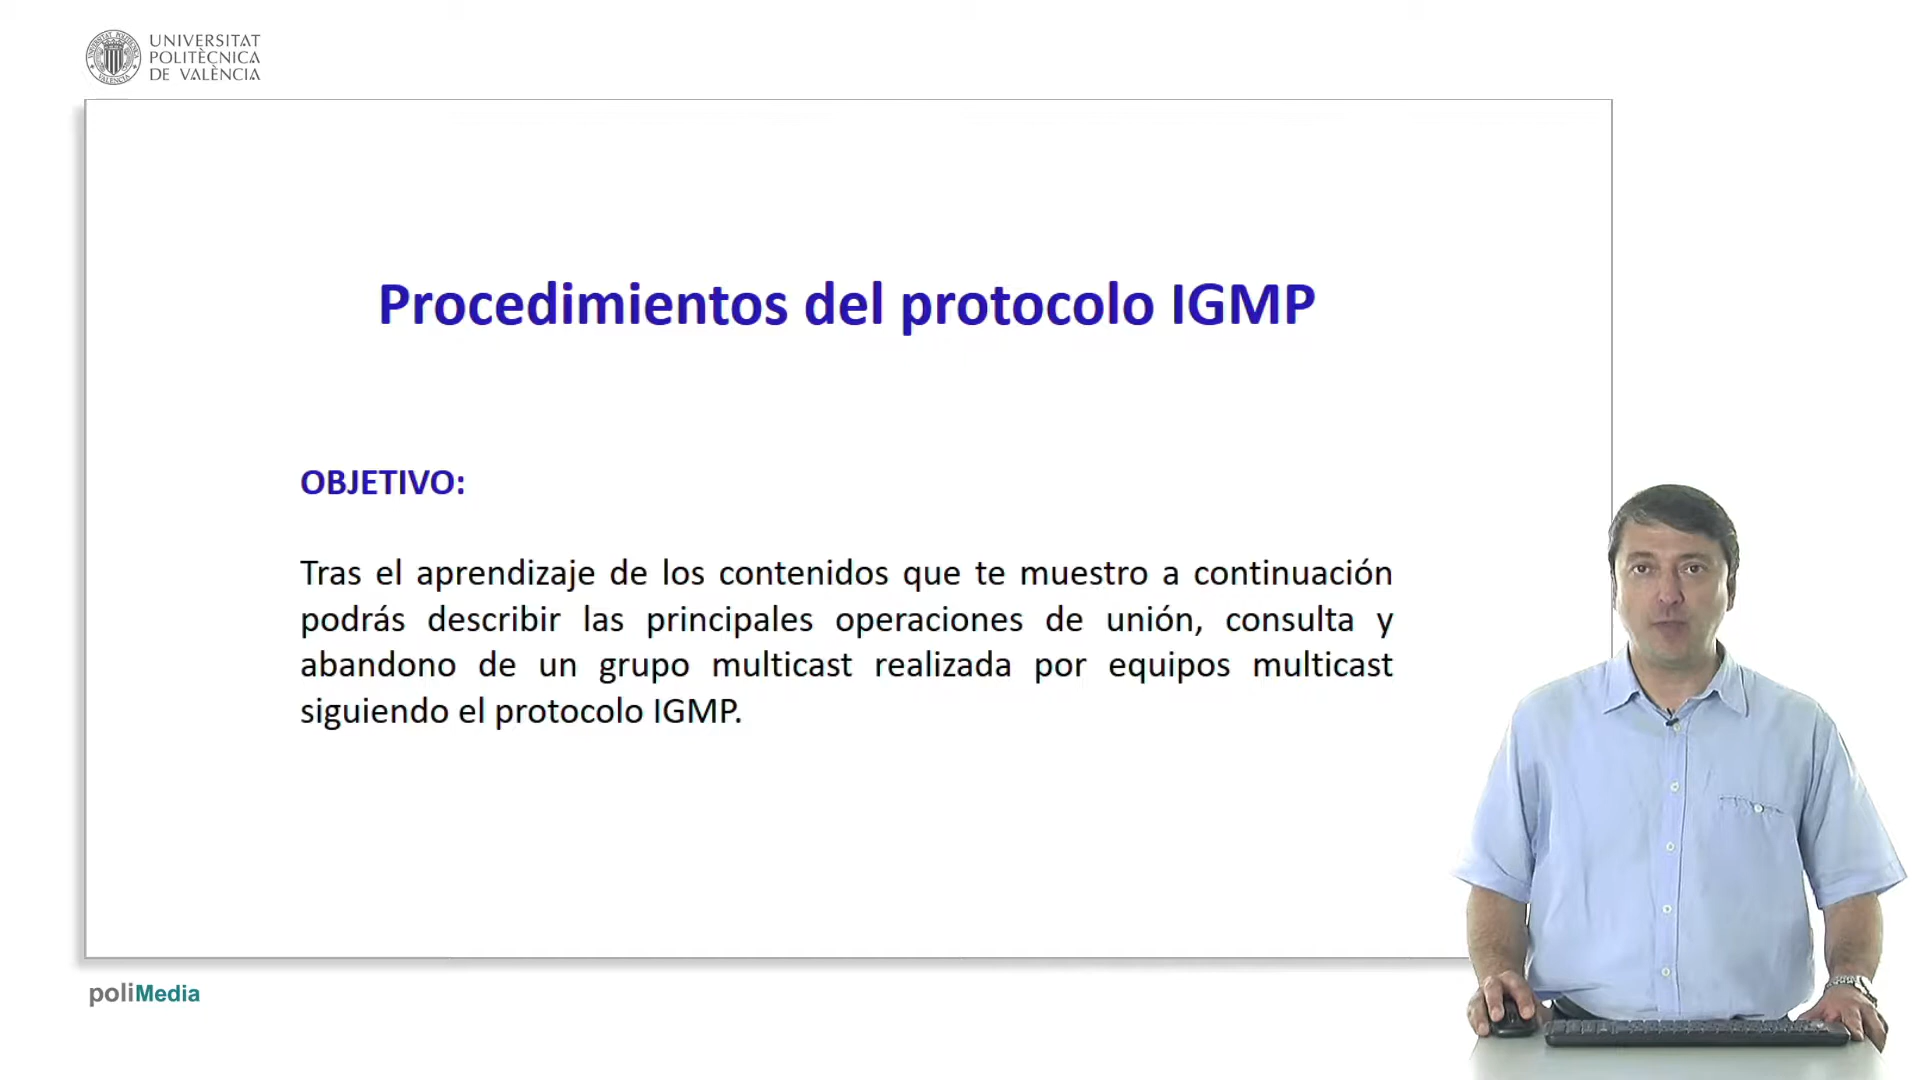 UNIVERSITAT
POLITÈCNICA
DE VALÈNCIA
Procedimientos del protocolo IGMP
OBJETIVO:
Tras el aprendizaje de los contenidos que te muestro a continuación
podrás describir las principales operaciones de unión, consulta y
abandono de un grupo multicast realizada por equipos multicast
siguiendo el protocolo IGMP.
poliMedia